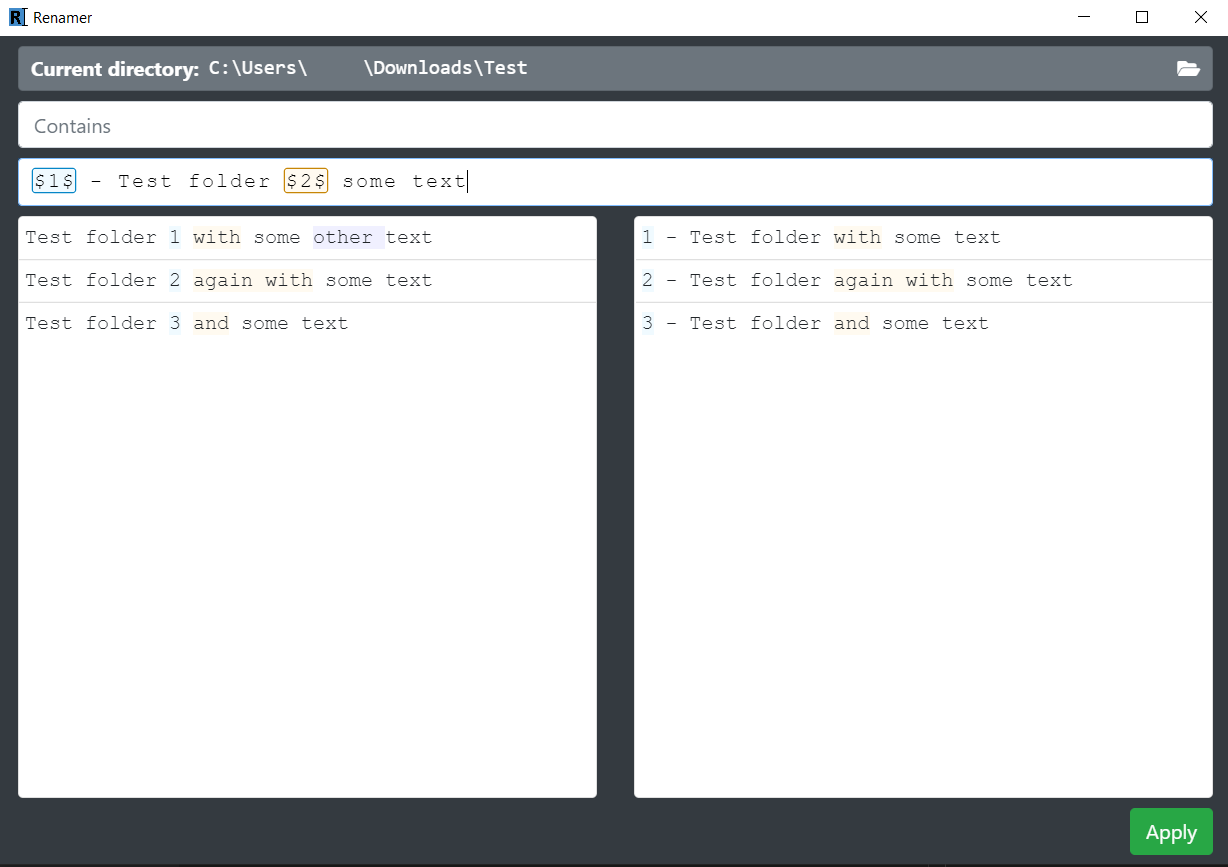 Renamer
Current directory: C:\Users\ \Downloads\Test
Contains
$1$ - Test folder $2$ some text
Test folder 1 with some other text
Test folder 2 again with some text
Test folder 3 and some text
1 - Test folder with some text
2 - Test folder again with some text
3 - Test folder and some text
Apply